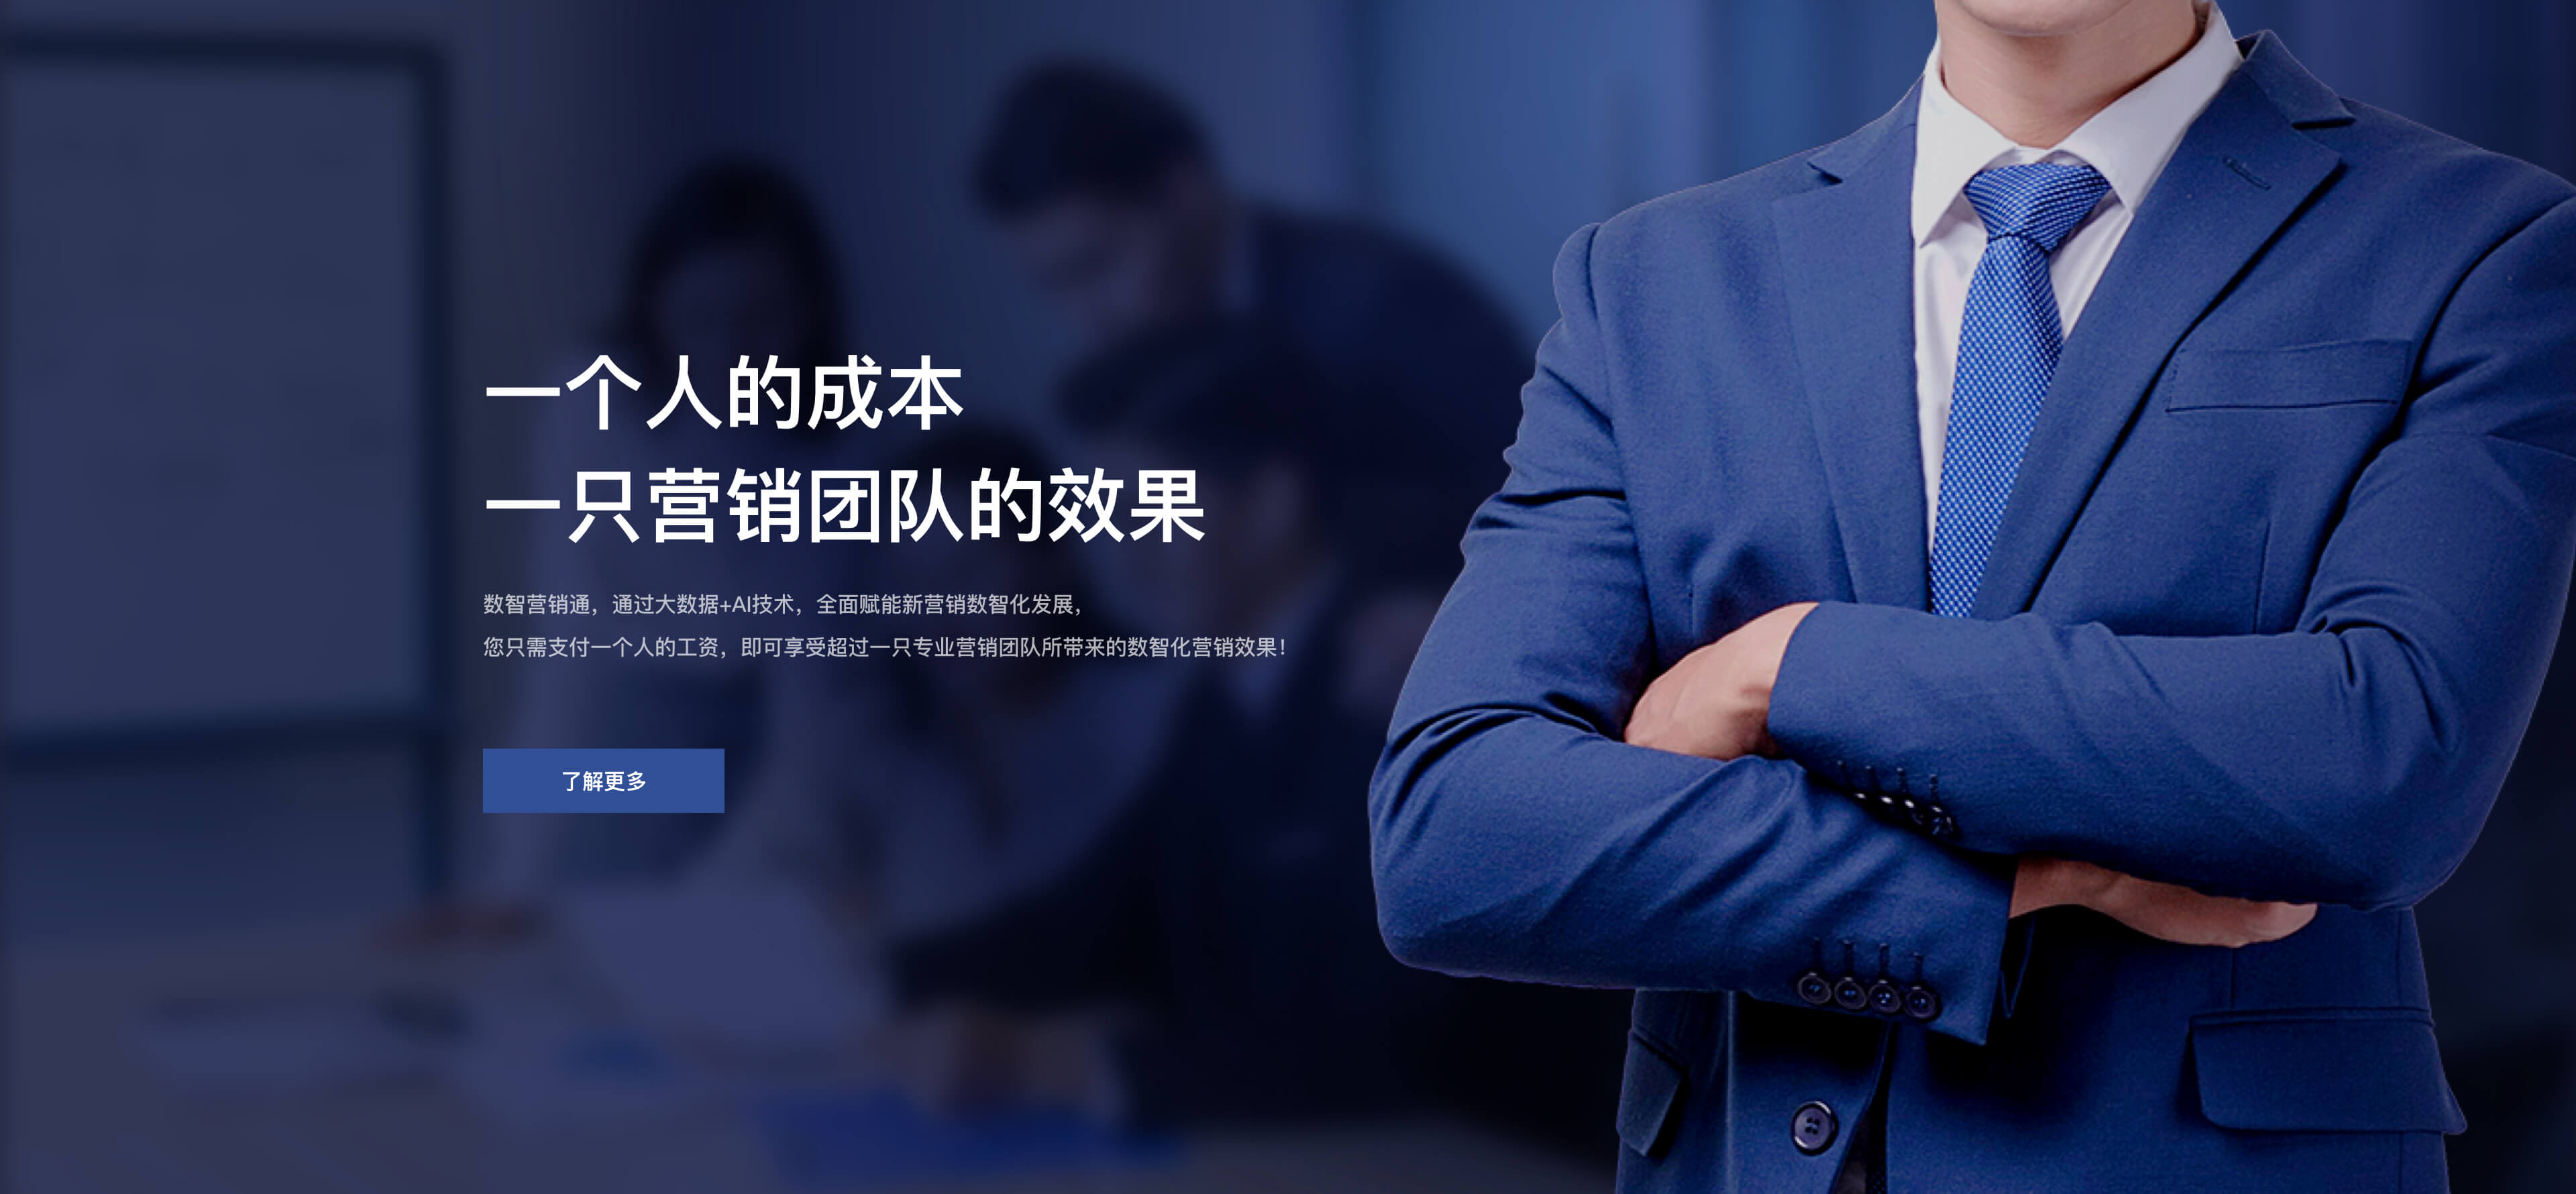 一个人的成本
一只营销团队的效果
数智营销通，通过大数据+AI技术，全面赋能新营销数智化发展，
您只需支付一个人的工资，即可享受超过一只专业营销团队所带来的数智化营销效果！
了解更多